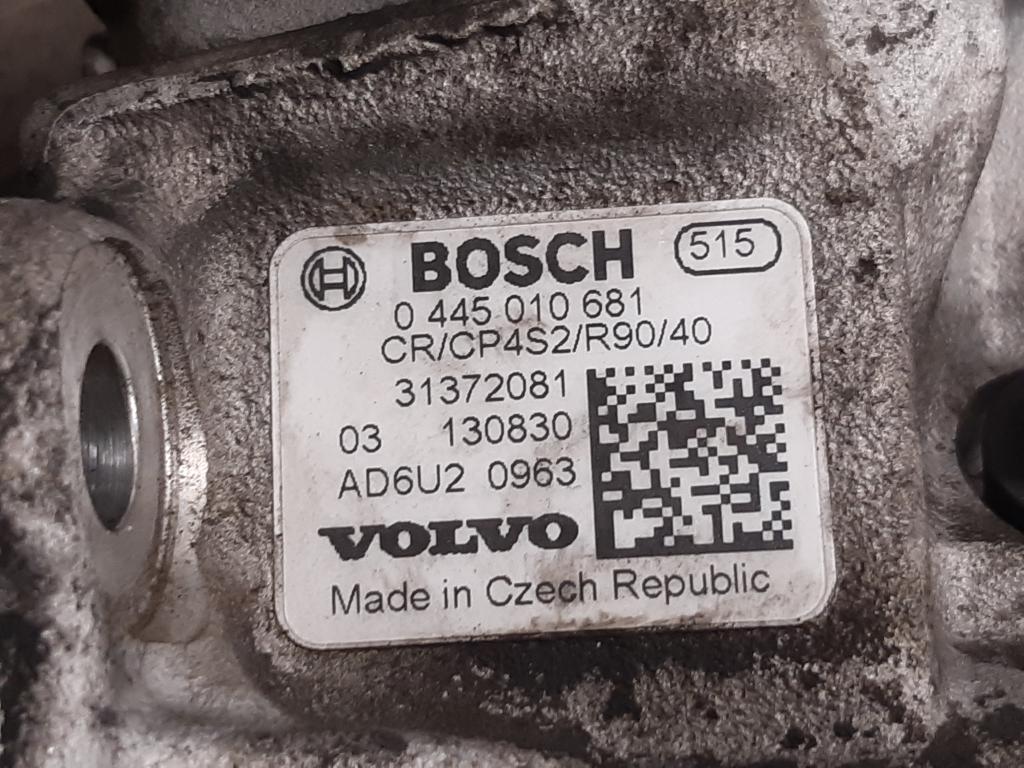 BOSCH 515
0 445 010 681
CR/CP4S2/R90/40
31372081
03 130830
AD6U2 0963
VOLVO
Made in Czech Republic